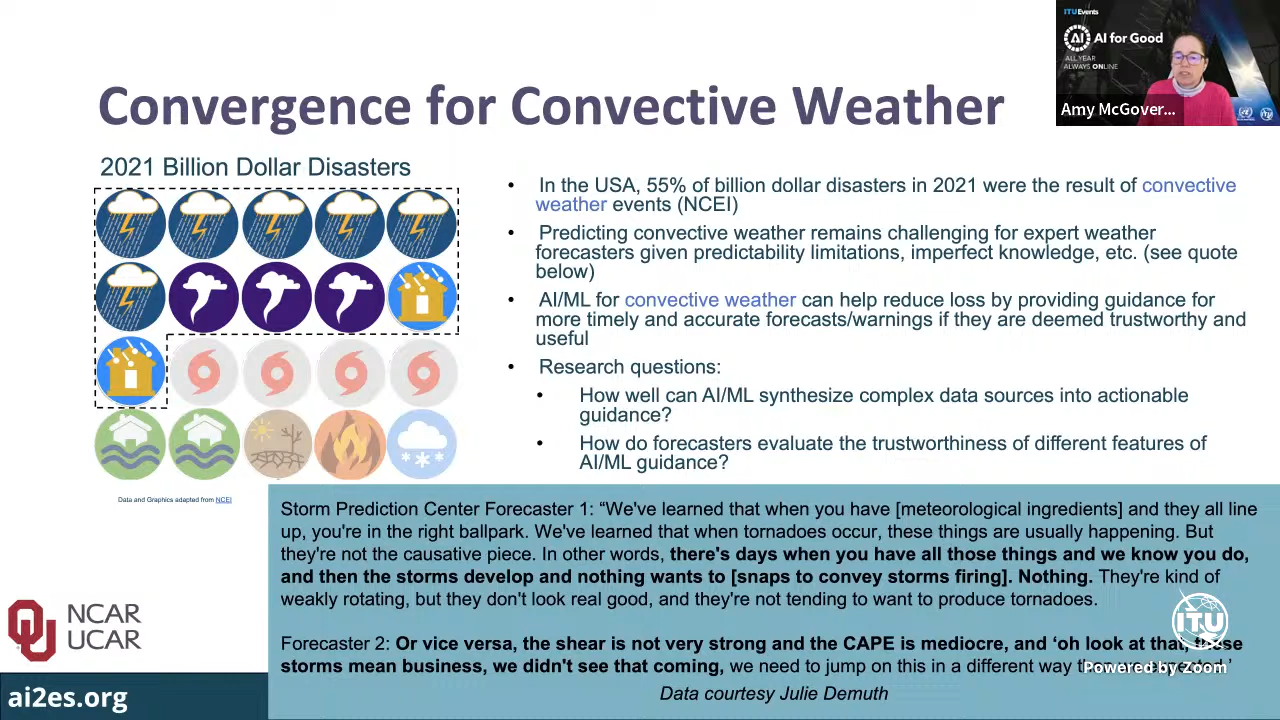 Convergence for Convective Weather
2021 Billion Dollar Disasters
Data and Graphics adapted from NCEI
• In the USA, 55% of billion dollar disasters in 2021 were the result of convective
weather events (NCEI)
• Predicting convective weather remains challenging for expert weather
forecasters given predictability limitations, imperfect knowledge, etc. (see quote
below)
• AI/ML for convective weather can help reduce loss by providing guidance for
more timely and accurate forecasts/warnings if they are deemed trustworthy and
useful
• Research questions:
• How well can AI/ML synthesize complex data sources into actionable
guidance?
• How do forecasters evaluate the trustworthiness of different features of
AI/ML guidance?
Storm Prediction Center Forecaster 1: “We've learned that when you have [meteorological ingredients] and they all line
up, you're in the right ballpark. We've learned that when tornadoes occur, these things are usually happening. But
they're not the causative piece. In other words, there's days when you have all those things and we know you do,
and then the storms develop and nothing wants to [snaps to convey storms firing]. Nothing. They're kind of
weakly rotating, but they don't look real good, and they're not tending to want to produce tornadoes.
Forecaster 2: Or vice versa, the shear is not very strong and the CAPE is mediocre, and ‘oh look at that, these
storms mean business, we didn't see that coming, we need to jump on this in a different way
Data courtesy Julie Demuth
NCAR
UCAR
ai2es.org
ITUEvents
AI
AI for Good
ALL YEAR
ALWAYS ONLINE
Amy McGover...
ITU
Powered by Zoom